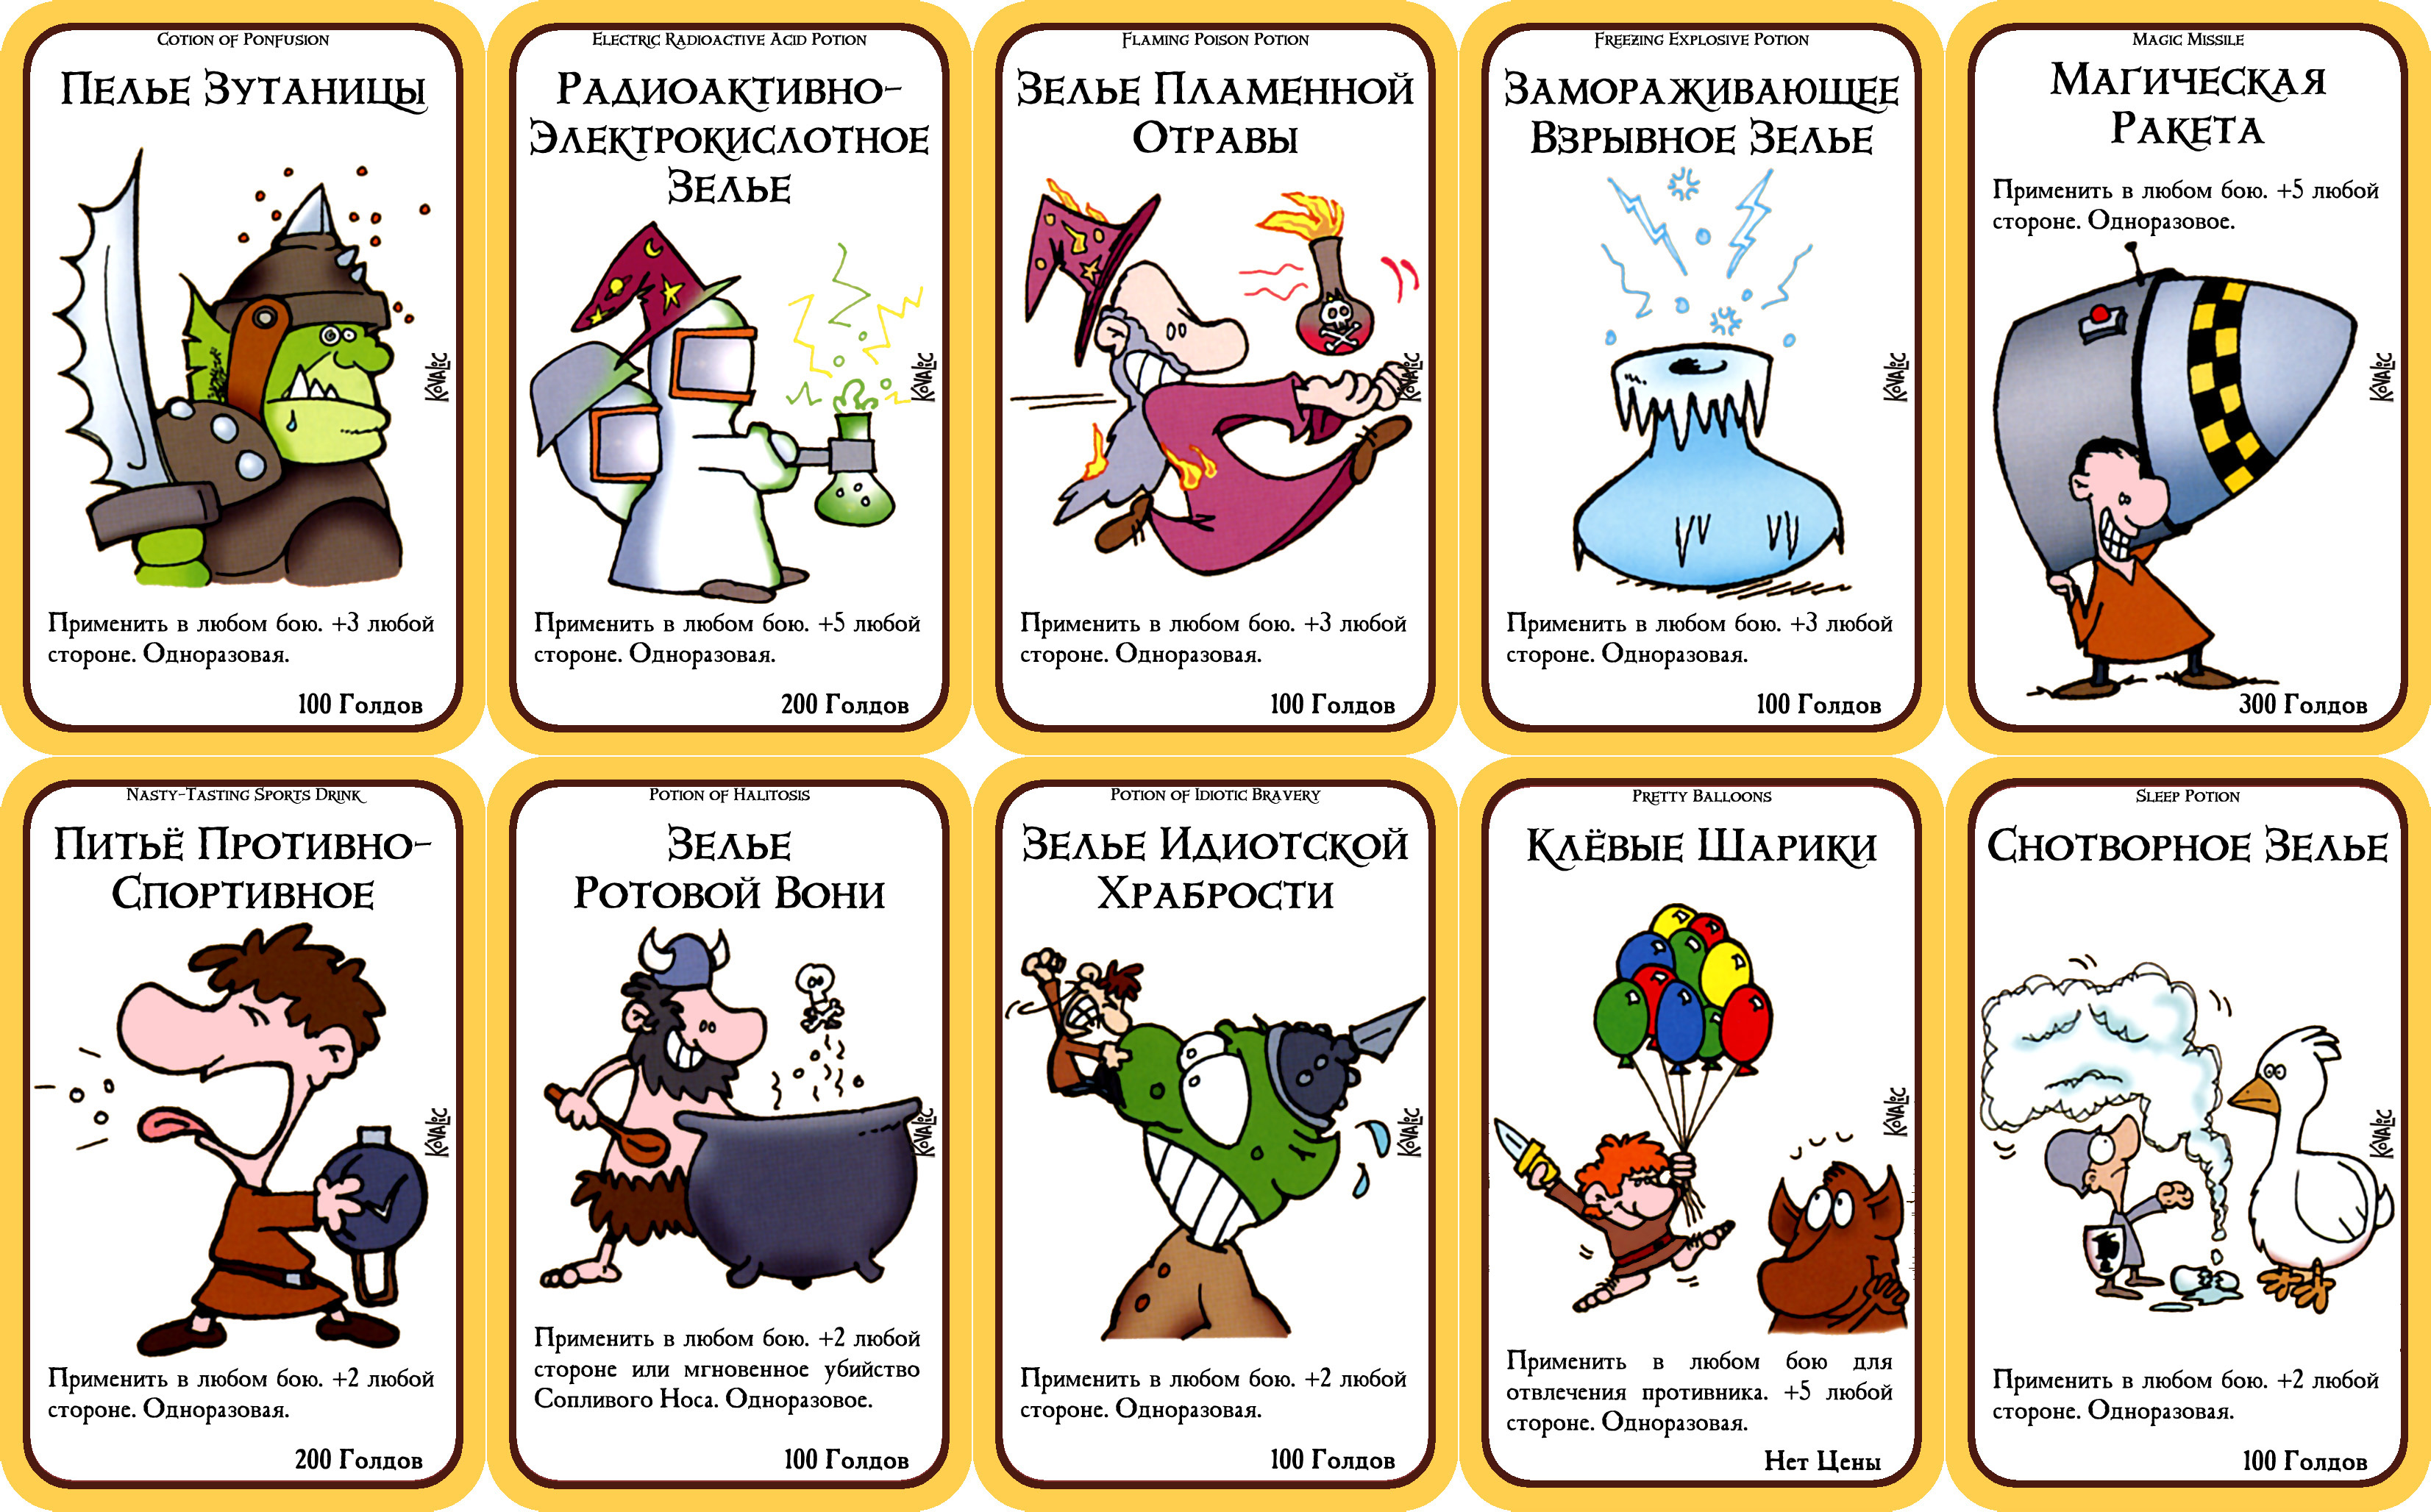 Cotion of Ponfusion
Пелье Зутаницы
Kovalic
Применить в любом бою. +3 любой
стороне. Одноразовая.
100 Голдов
Electric Radioactive Acid Potion
Радиоактивно-
Электрокислотное
Зелье
Kovalic
Применить в любом бою. +5 любой
стороне. Одноразовая.
200 Голдов
Flaming Poison Potion
Зелье Пламенной
Отравы
Kovalic
Применить в любом бою. +3 любой
стороне. Одноразовая.
100 Голдов
Freezing Explosive Potion
Замораживающее
Взрывное Зелье
Kovalic
Применить в любом бою. +3 любой
стороне. Одноразовая.
100 Голдов
Magic Missile
Магическая
Ракета
Применить в любом бою. +5 любой
стороне. Одноразовое.
Kovalic
300 Голдов
Nasty-Tasting Sports Drink
Питьё Противно-
Спортивное
Kovalic
Применить в любом бою. +2 любой
стороне. Одноразовая.
200 Голдов
Potion of Halitosis
Зелье
Ротовой Вони
Kovalic
Применить в любом бою. +2 любой
стороне или мгновенное убийство
Сопливого Носа. Одноразовое.
100 Голдов
Potion of Idiotic Bravery
Зелье Идиотской
Храбрости
Kovalic
Применить в любом бою. +2 любой
стороне. Одноразовая.
100 Голдов
Pretty Balloons
Клёвые Шарики
Kovalic
Применить в любом бою для
отвлечения противника. +5 любой
стороне. Одноразовая.
Нет Цены
Sleep Potion
Снотворное Зелье
Kovalic
Применить в любом бою. +2 любой
стороне. Одноразовая.
100 Голдов